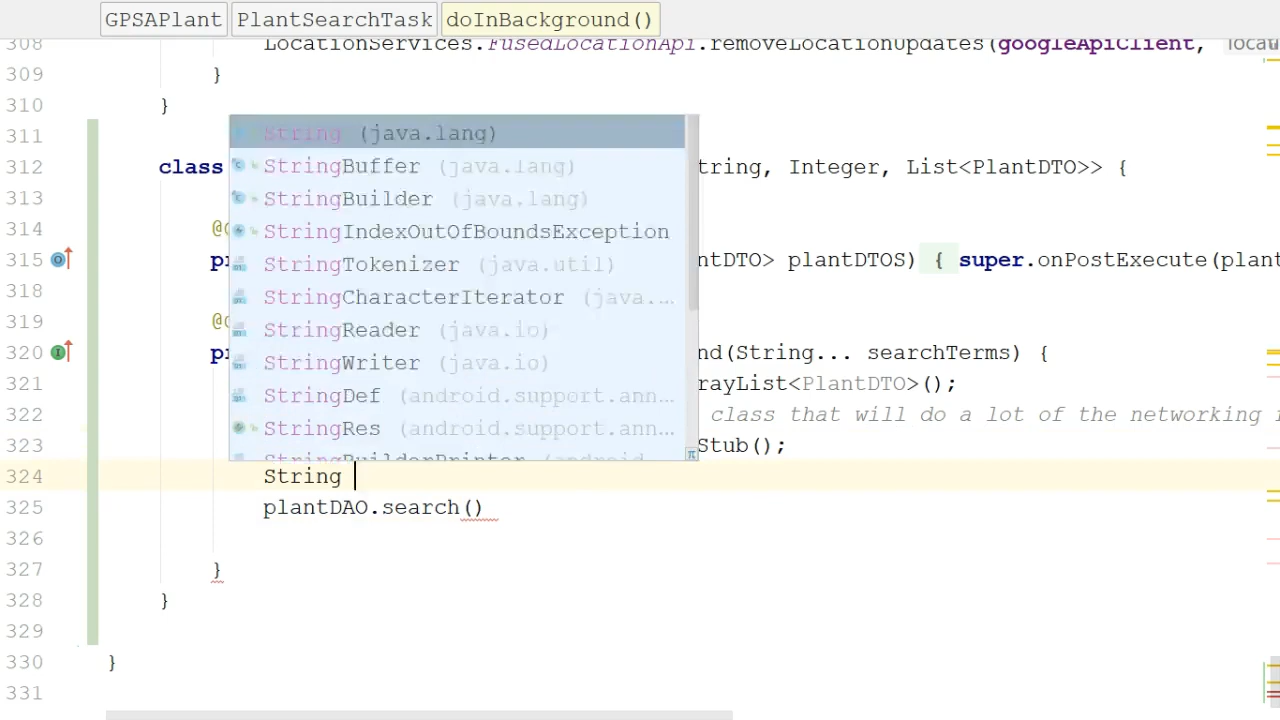 GPSAPlant PlantSearchTask doInBackground()
308 LocationServices.FusedLocationApi.removeLocationUpdates(googleApiClient,
309 }
310 }
311
312 class tring, Integer, List<PlantDTO>> {
313
314
315 ntDTO> plantDTOS) { super.onPostExecute(plant
318
319
320 nd(String... searchTerms) {
321 rayList<PlantDTO>();
322 class that will do a lot of the networking
323 Stub();
324 String
325 plantDAO.search()
326
327 }
328 }
329
330 }
331
String (java.lang)
StringBuffer (java.lang)
StringBuilder (java.lang)
StringIndexOutOfBoundsException
StringTokenizer (java.util)
StringCharacterIterator (java.…
StringReader (java.io)
StringWriter (java.io)
StringDef (android.support.ann…
StringRes (android.support.ann…
StringBuilderPrinter (android